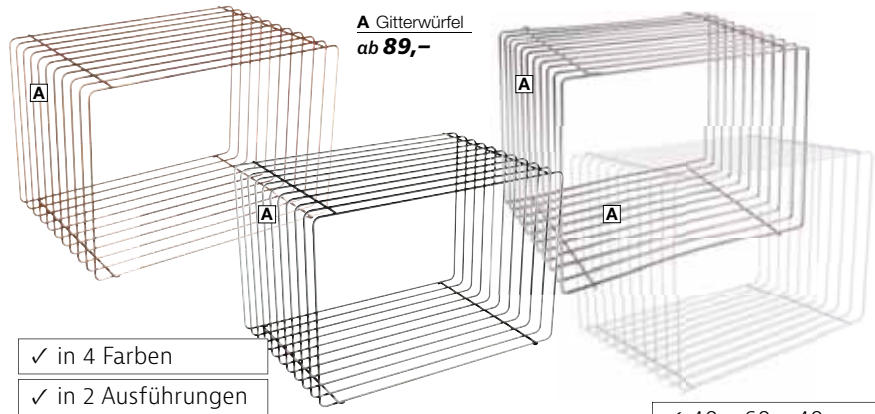 A Gitterwürfel
ab 89,–
A
A
A
A
✓ in 4 Farben
✓ in 2 Ausführungen